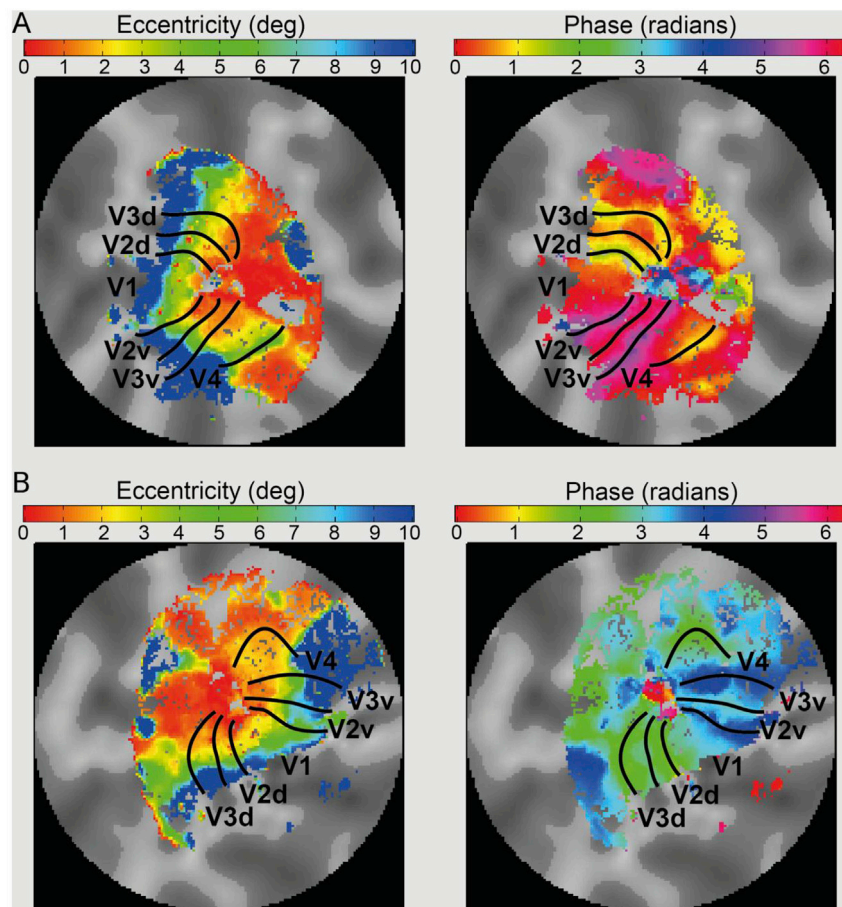 A
Eccentricity (deg)
Phase (radians)
0 1 2 3 4 5 6 7 8 9 10
0 1 2 3 4 5 6
V3d
V2d
V1
V2v
V3v
V4
V3d
V2d
V1
V2v
V3v
V4
B
Eccentricity (deg)
Phase (radians)
0 1 2 3 4 5 6 7 8 9 10
0 1 2 3 4 5 6
V4
V3v
V2v
V1
V2d
V3d
V4
V3v
V2v
V1
V2d
V3d